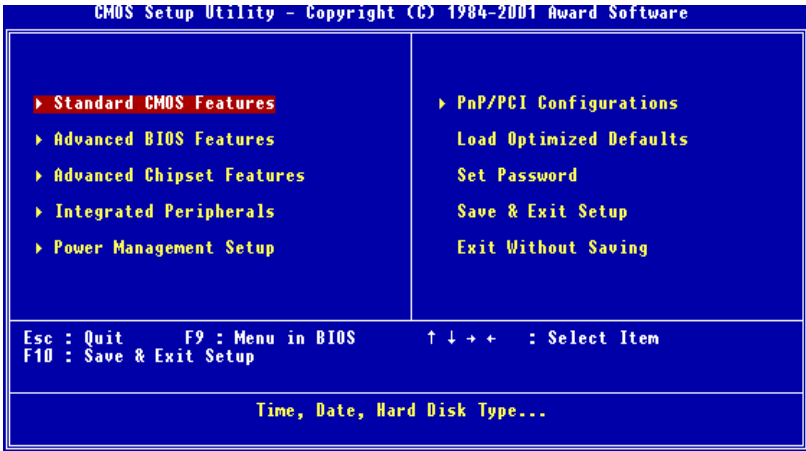 CMOS Setup Utility - Copyright (C) 1984-2001 Award Software
▸ Standard CMOS Features
▸ Advanced BIOS Features
▸ Advanced Chipset Features
▸ Integrated Peripherals
▸ Power Management Setup
▸ PnP/PCI Configurations
Load Optimized Defaults
Set Password
Save & Exit Setup
Exit Without Saving
Esc : Quit F9 : Menu in BIOS ↑ ↓ → ← : Select Item
F10 : Save & Exit Setup
Time, Date, Hard Disk Type...